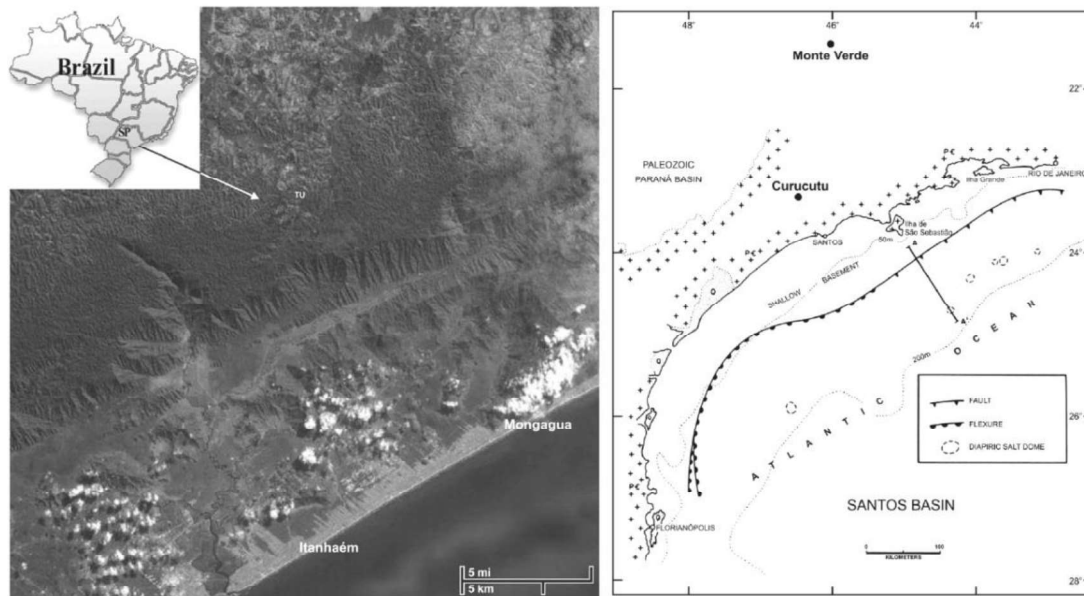 Brazil
SP
TU
Mongagua
Itanhaém
5 mi
5 km
48°
46°
44°
Monte Verde
22°
PALEOZOIC
PARANÁ BASIN
P Є
RIO DE JANEIRO
Ilha Grande
Curucutu
Ilha de
São Sebastião
SANTOS
50m
A
P Є
24°
SHALLOW BASEMENT
A'
200m
ATLANTIC OCEAN
26°
FAULT
FLEXURE
DIAPIRIC SALT DOME
P Є
SANTOS BASIN
FLORIANÓPOLIS
KILOMETERS
28°